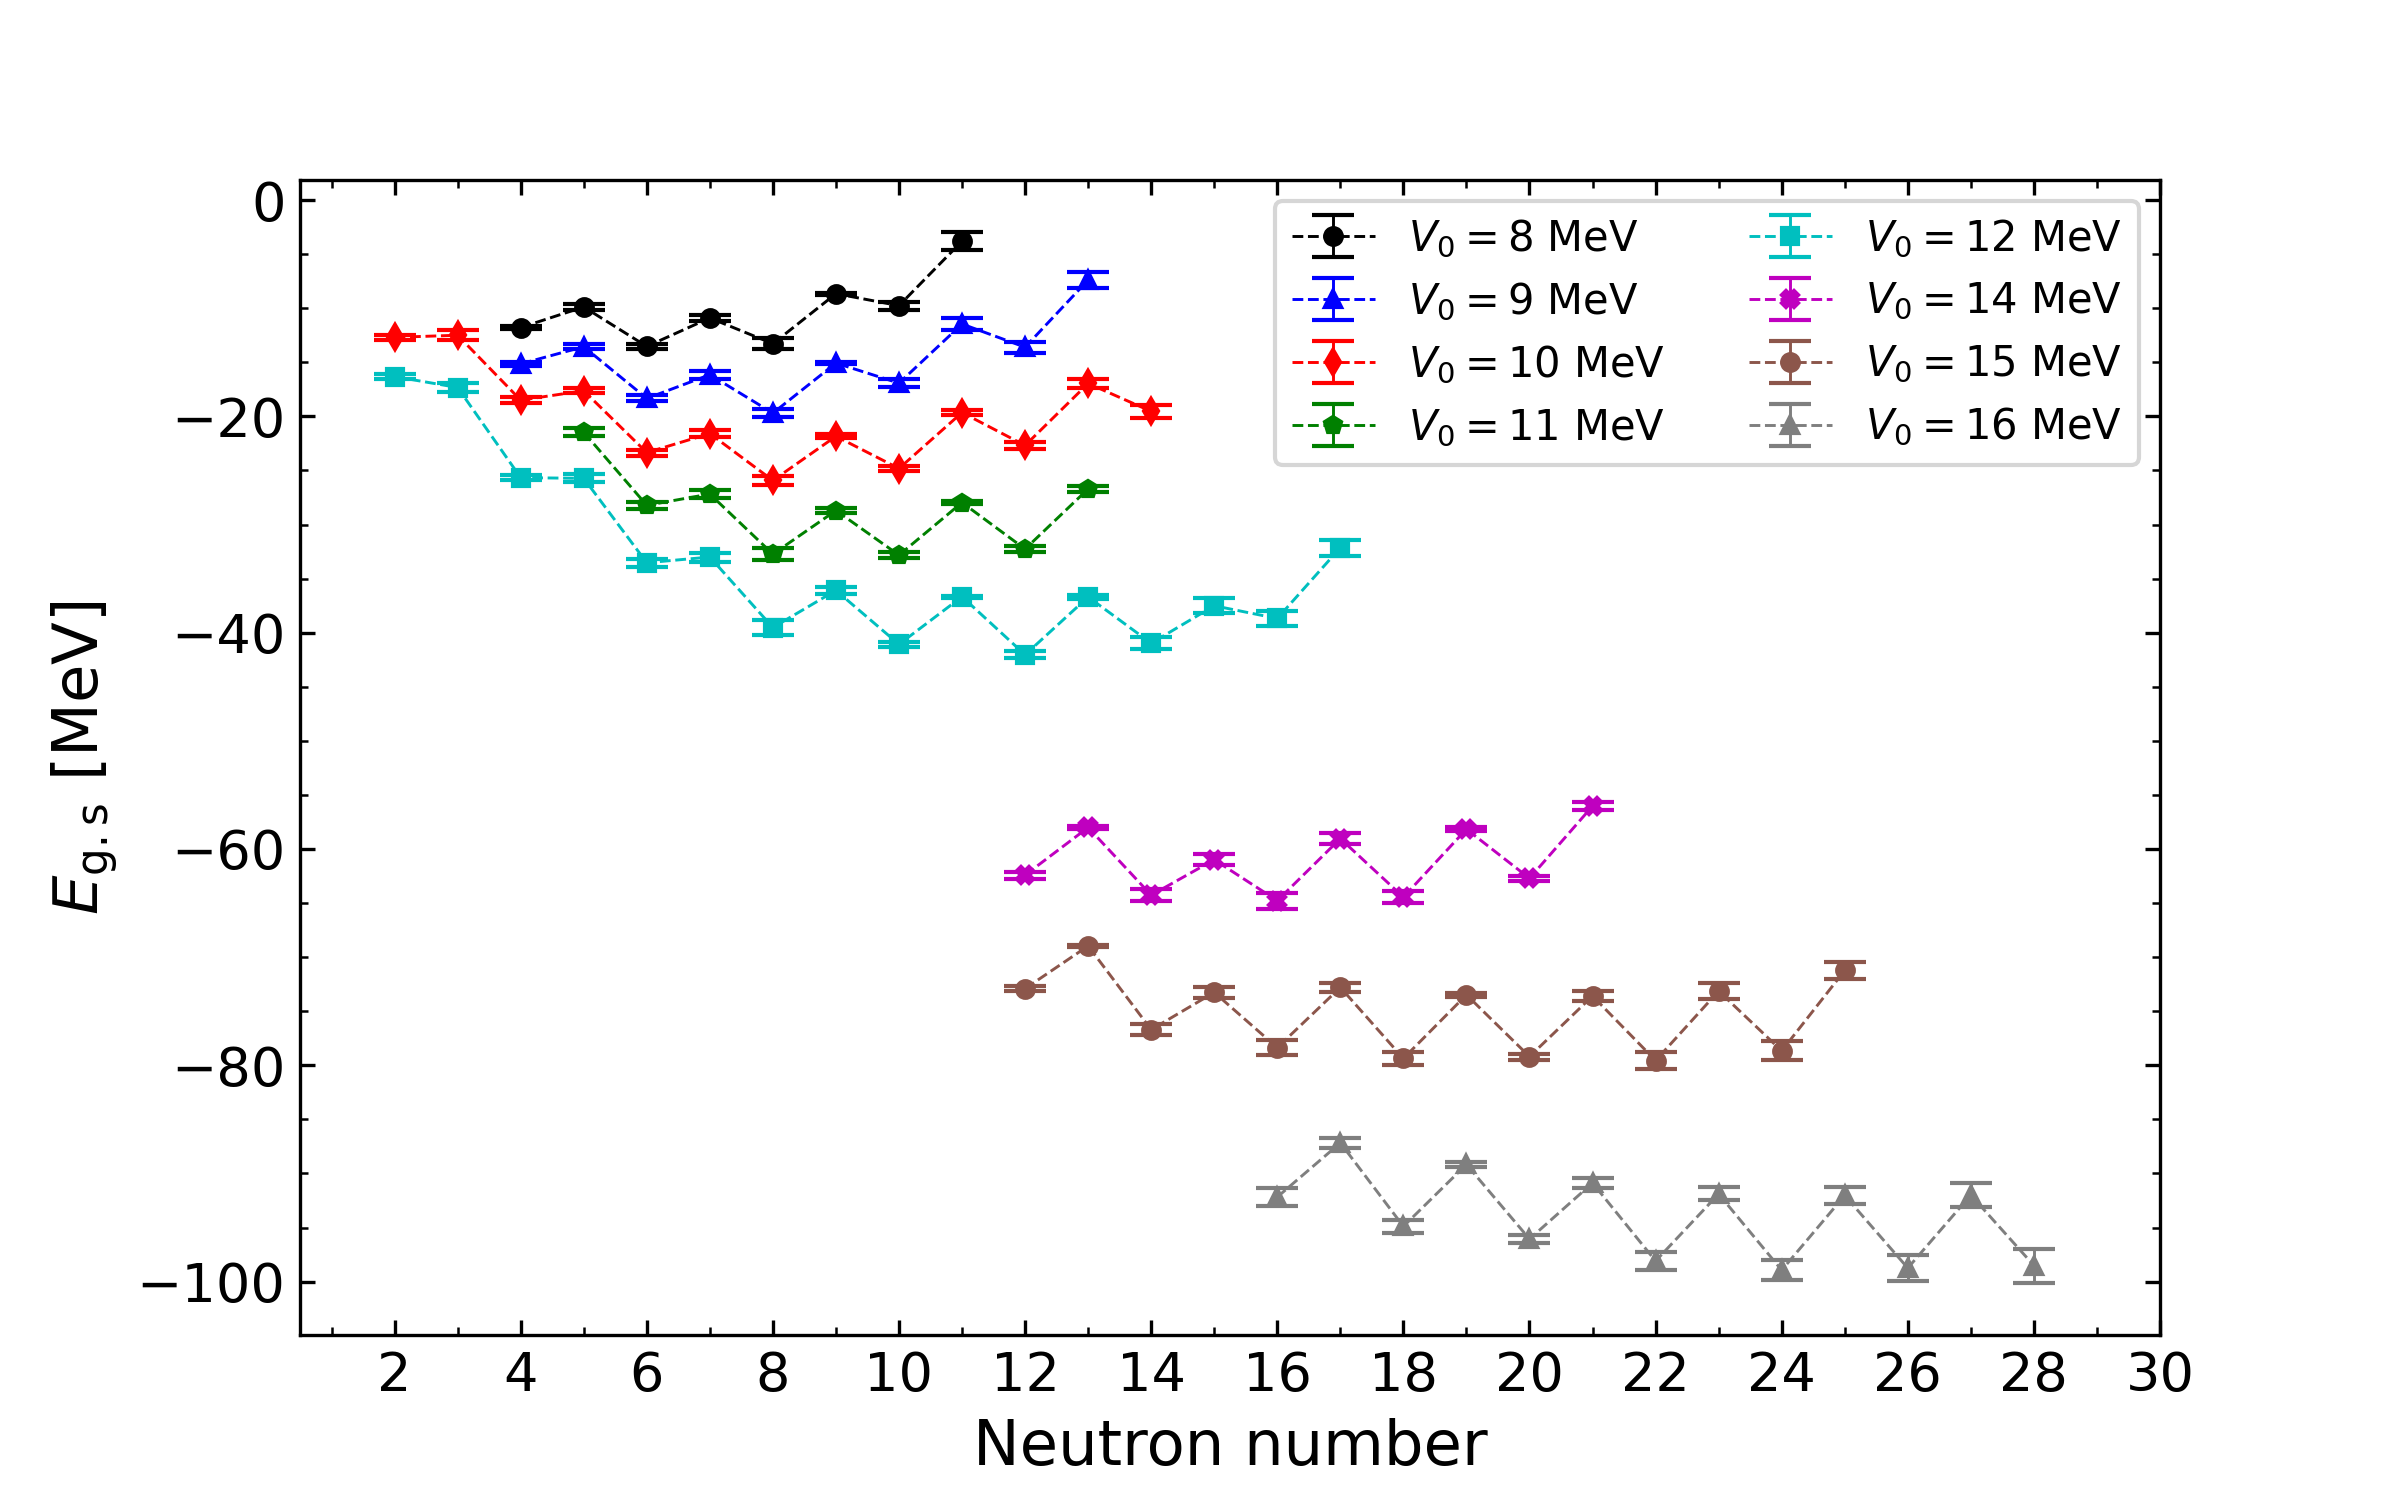 0
−20
−40
−60
−80
−100
E_g.s [MeV]
V_0 = 8 MeV
V_0 = 9 MeV
V_0 = 10 MeV
V_0 = 11 MeV
V_0 = 12 MeV
V_0 = 14 MeV
V_0 = 15 MeV
V_0 = 16 MeV
2 4 6 8 10 12 14 16 18 20 22 24 26 28 30
Neutron number